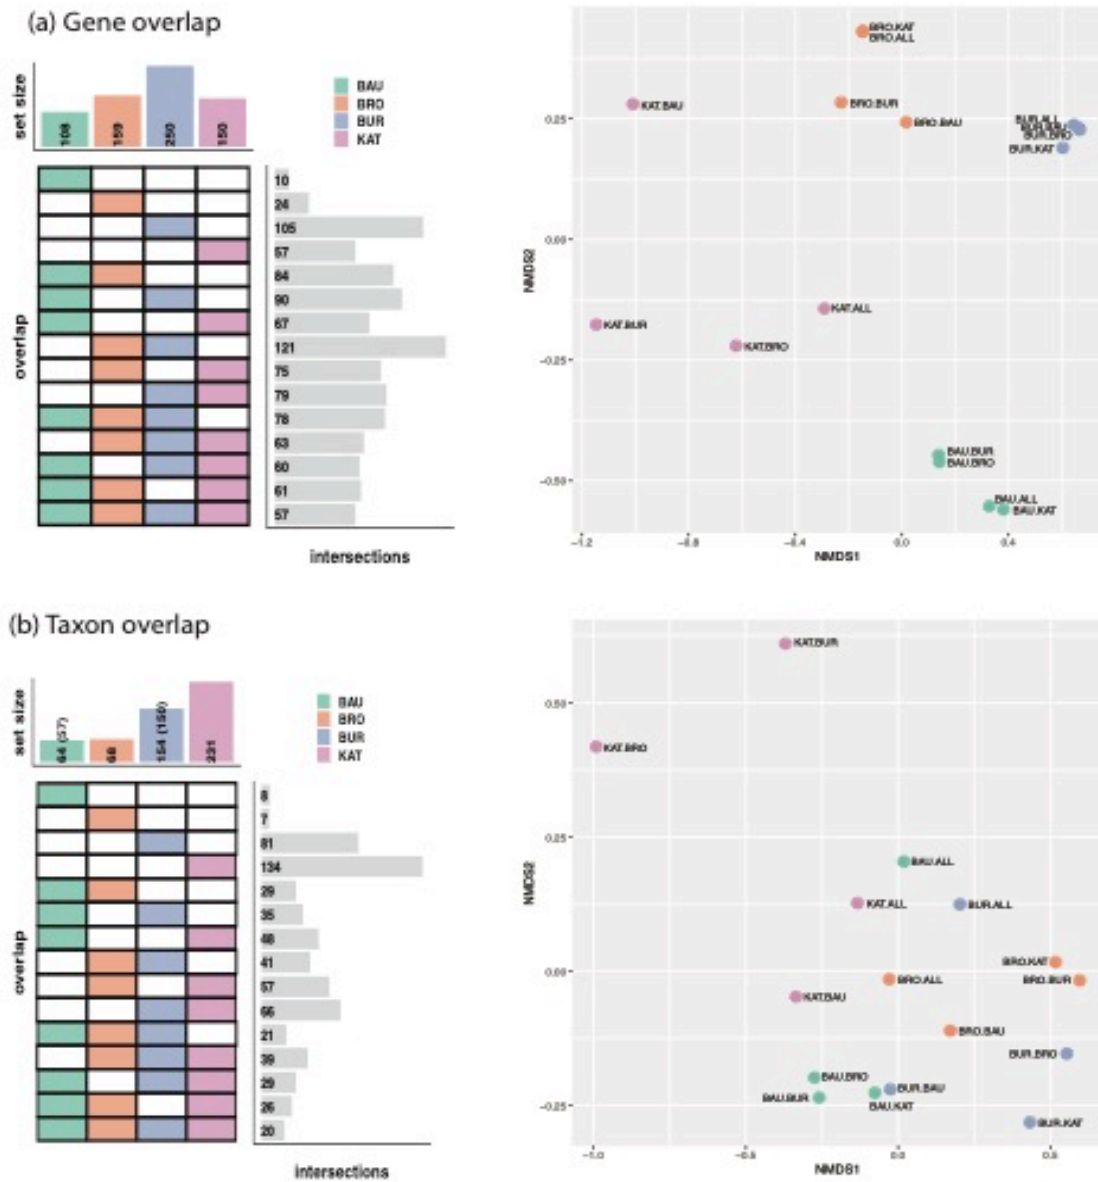 (a) Gene overlap
set size
108
159
250
150
BAU
BRO
BUR
KAT
overlap
10
24
105
57
84
90
67
121
75
79
78
63
60
61
57
intersections
NMDS2
0.25
0.00
-0.25
-0.50
BRO.KAT
BRO.ALL
KAT.BAU
BRO.BUR
BRO.BAU
BUR.ALL
BUR.BAU
BUR.BRO
BUR.KAT
KAT.ALL
KAT.BUR
KAT.BRO
BAU.BUR
BAU.BRO
BAU.ALL
BAU.KAT
-1.2 -0.8 -0.4 0.0 0.4
NMDS1
(b) Taxon overlap
set size
64 (57)
68
154 (150)
231
BAU
BRO
BUR
KAT
overlap
8
7
81
134
29
35
48
41
57
66
21
39
29
26
20
intersections
NMDS2
0.50
0.25
0.00
-0.25
KAT.BUR
KAT.BRO
BAU.ALL
KAT.ALL
BUR.ALL
BRO.KAT
BRO.ALL
BRO.BUR
KAT.BAU
BRO.BAU
BUR.BRO
BAU.BRO
BUR.BAU
BAU.BUR
BAU.KAT
BUR.KAT
-1.0 -0.5 0.0 0.5
NMDS1